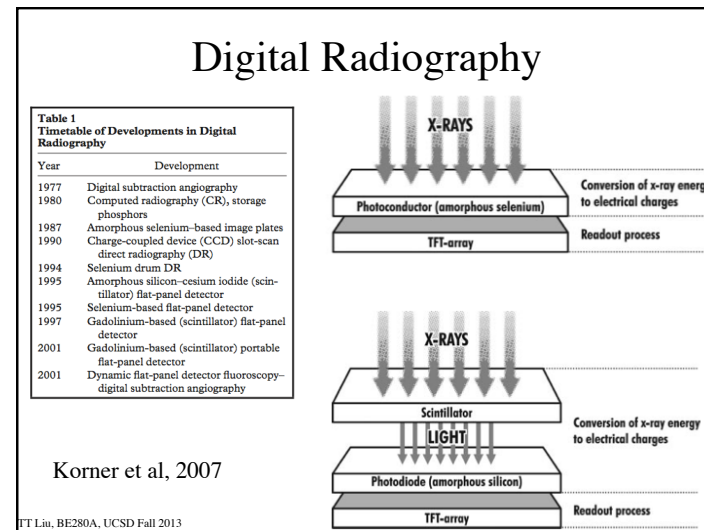 Digital Radiography
Table 1
Timetable of Developments in Digital
Radiography
Year Development
1977 Digital subtraction angiography
1980 Computed radiography (CR), storage
phosphors
1987 Amorphous selenium–based image plates
1990 Charge-coupled device (CCD) slot-scan
direct radiography (DR)
1994 Selenium drum DR
1995 Amorphous silicon–cesium iodide (scin-
tillator) flat-panel detector
1995 Selenium-based flat-panel detector
1997 Gadolinium-based (scintillator) flat-panel
detector
2001 Gadolinium-based (scintillator) portable
flat-panel detector
2001 Dynamic flat-panel detector fluoroscopy–
digital subtraction angiography
Korner et al, 2007
TT Liu, BE280A, UCSD Fall 2013
X-RAYS
Photoconductor (amorphous selenium)
TFT-array
Conversion of x-ray energ
to electrical charges
Readout process
X-RAYS
Scintillator
LIGHT
Photodiode (amorphous silicon)
TFT-array
Conversion of x-ray energy
to electrical charges
Readout process